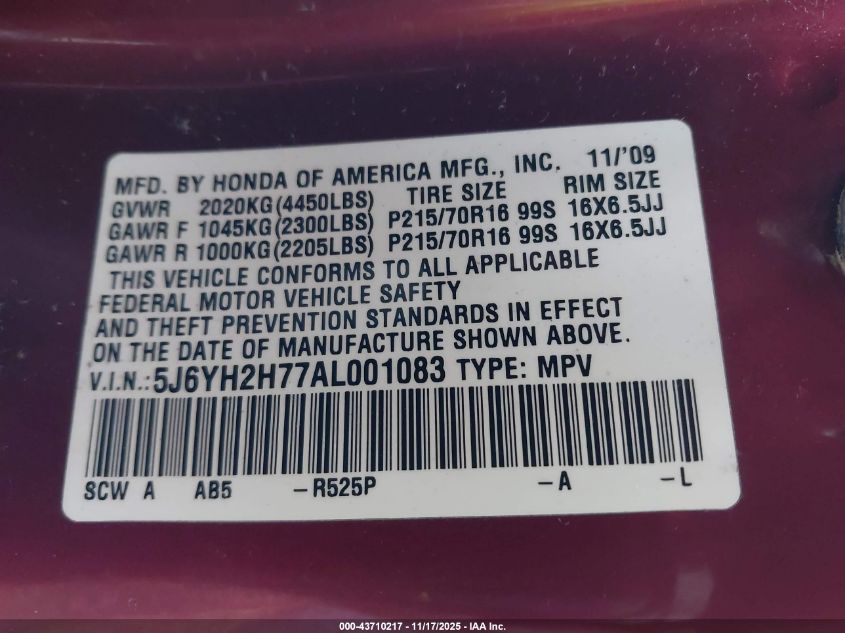 MFD. BY HONDA OF AMERICA MFG., INC. 11/'09
GVWR 2020KG(4450LBS) TIRE SIZE RIM SIZE
GAWR F 1045KG(2300LBS) P215/70R16 99S 16X6.5JJ
GAWR R 1000KG(2205LBS) P215/70R16 99S 16X6.5JJ
THIS VEHICLE CONFORMS TO ALL APPLICABLE
FEDERAL MOTOR VEHICLE SAFETY
AND THEFT PREVENTION STANDARDS IN EFFECT
ON THE DATE OF MANUFACTURE SHOWN ABOVE.
V.I.N.:5J6YH2H77AL001083 TYPE: MPV
SCW A AB5 -R525P -A -L
000-43710217 - 11/17/2025 - IAA Inc.